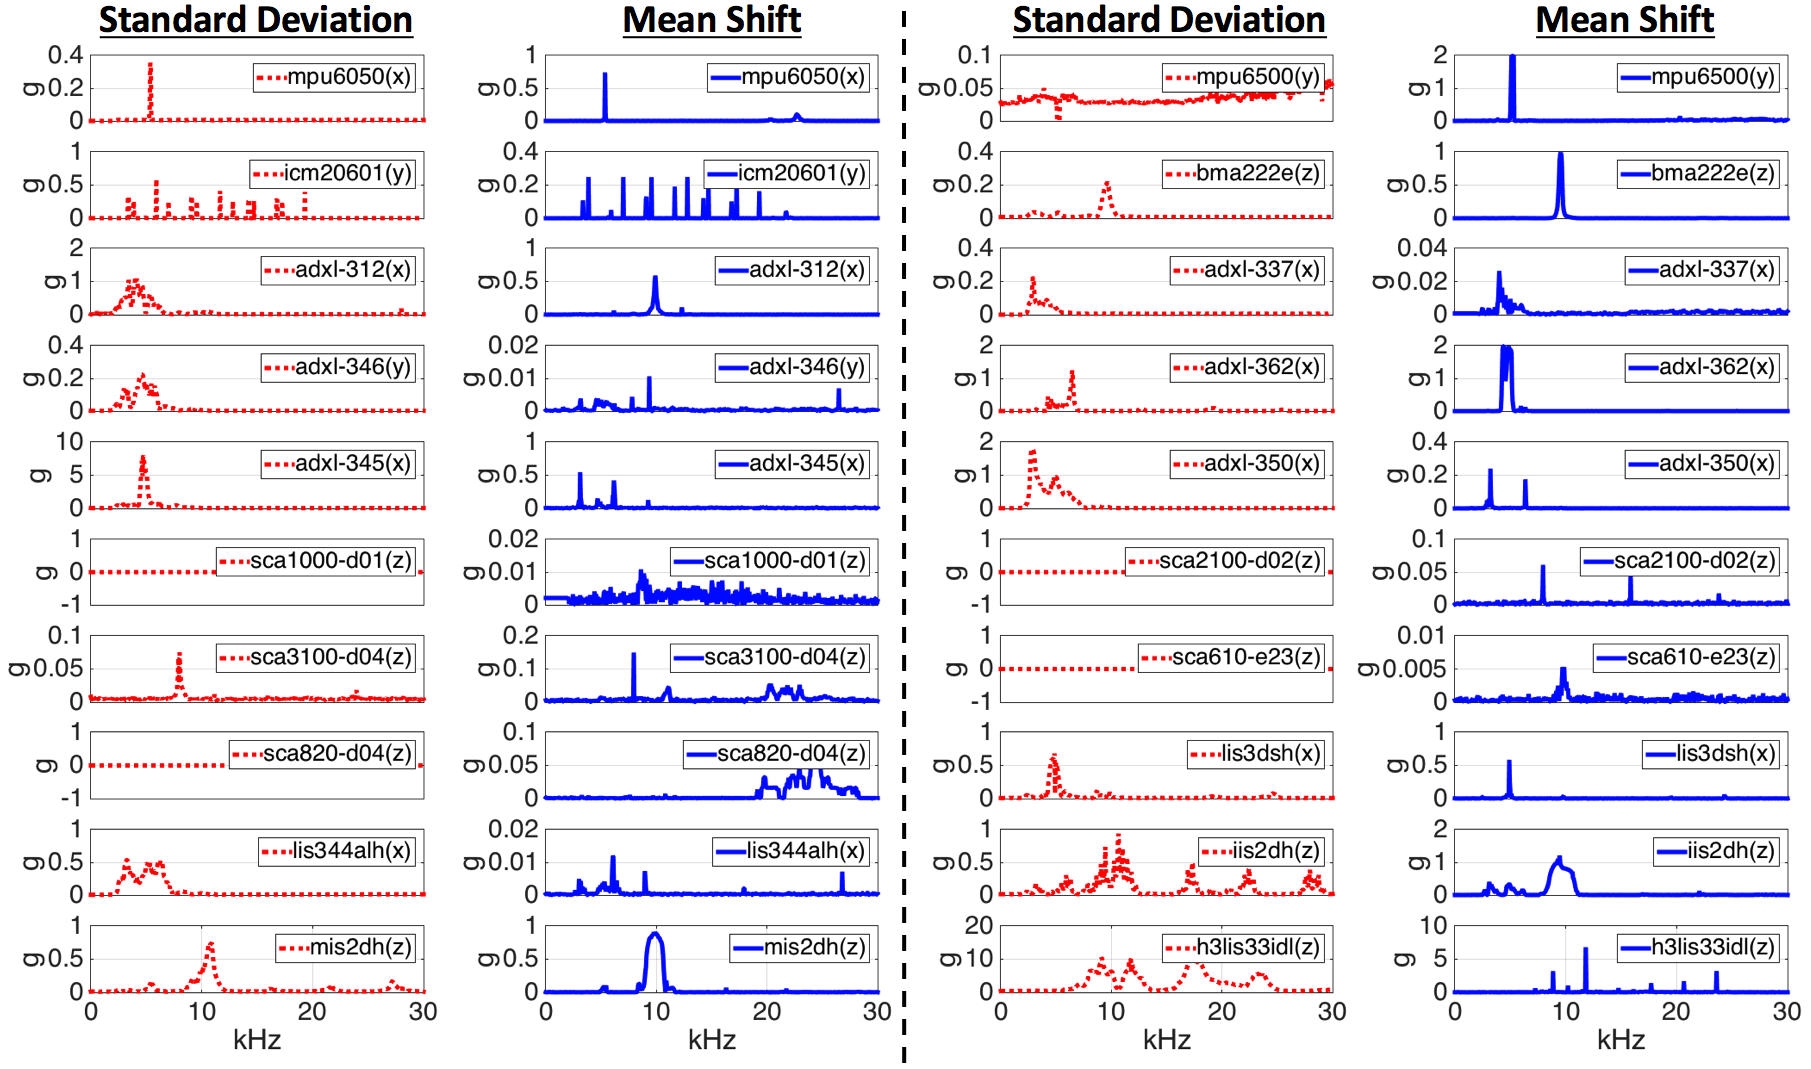 Standard Deviation Mean Shift Standard Deviation Mean Shift
0.4 0.2 0 g mpu6050(x) 1 0.5 0 g mpu6050(x) 0.1 0.05 0 g mpu6500(y) 2 1 0 g mpu6500(y)
1 0.5 0 g icm20601(y) 0.4 0.2 0 g icm20601(y) 0.4 0.2 0 g bma222e(z) 1 0.5 0 g bma222e(z)
2 1 0 g adxl-312(x) 1 0.5 0 g adxl-312(x) 0.4 0.2 0 g adxl-337(x) 0.04 0.02 0 g adxl-337(x)
0.4 0.2 0 g adxl-346(y) 0.02 0.01 0 g adxl-346(y) 2 1 0 g adxl-362(x) 2 1 0 g adxl-362(x)
10 5 0 g adxl-345(x) 1 0.5 0 g adxl-345(x) 2 1 0 g adxl-350(x) 0.4 0.2 0 g adxl-350(x)
1 0 -1 g sca1000-d01(z) 0.02 0.01 0 g sca1000-d01(z) 1 0 -1 g sca2100-d02(z) 0.1 0.05 0 g sca2100-d02(z)
0.1 0.05 0 g sca3100-d04(z) 0.2 0.1 0 g sca3100-d04(z) 1 0 -1 g sca610-e23(z) 0.01 0.005 0 g sca610-e23(z)
1 0 -1 g sca820-d04(z) 0.1 0.05 0 g sca820-d04(z) 1 0.5 0 g lis3dsh(x) 1 0.5 0 g lis3dsh(x)
1 0.5 0 g lis344alh(x) 0.02 0.01 0 g lis344alh(x) 1 0.5 0 g iis2dh(z) 2 1 0 g iis2dh(z)
1 0.5 0 g mis2dh(z) 1 0.5 0 g mis2dh(z) 20 10 0 g h3lis33idl(z) 10 5 0 g h3lis33idl(z)
0 10 20 30 0 10 20 30 0 10 20 30 0 10 20 30
kHz kHz kHz kHz